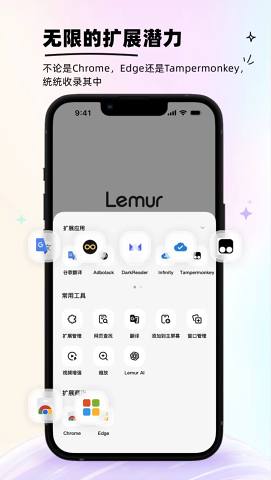 无限的扩展潜力
不论是Chrome，Edge还是Tampermonkey，
统统收录其中
9:41
Lemur
扩展应用
谷歌翻译 Adbolack DarkReader Infinity Tampermonkey
常用工具
扩展管理 网页查找 翻译 添加到主屏幕 窗口管理
视频增强 缩放 Lemur AI
扩展商店
Chrome Edge